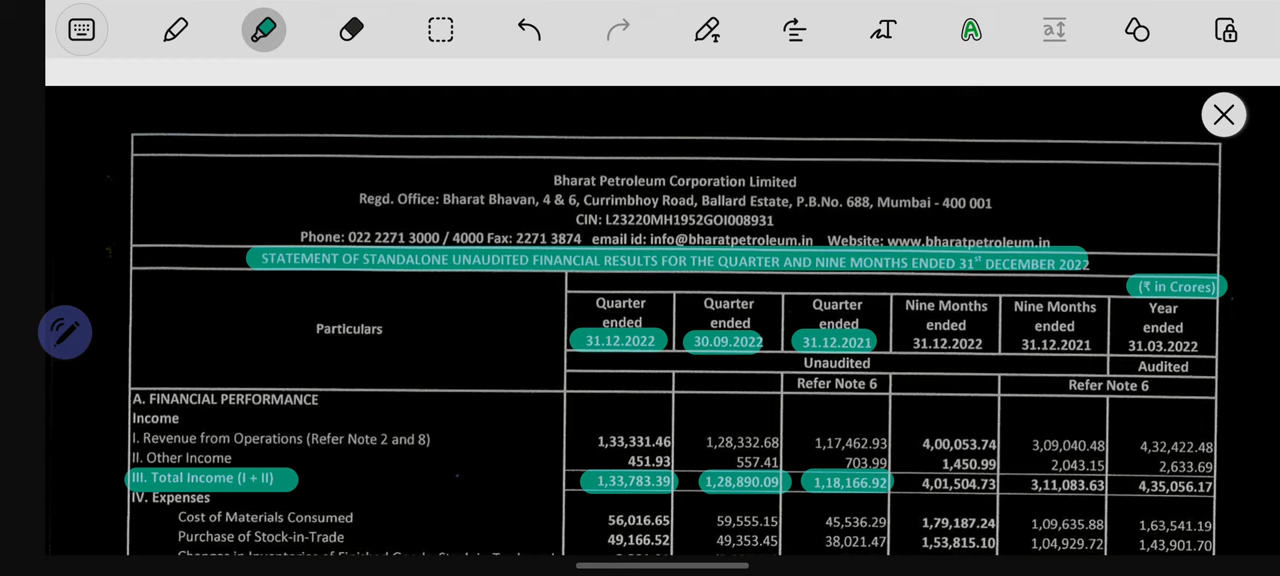 Bharat Petroleum Corporation Limited
Regd. Office: Bharat Bhavan, 4 & 6, Currimbhoy Road, Ballard Estate, P.B.No. 688, Mumbai - 400 001
CIN: L23220MH1952GOI008931
Phone: 022 2271 3000 / 4000 Fax: 2271 3874 email id: info@bharatpetroleum.in Website: www.bharatpetroleum.in
STATEMENT OF STANDALONE UNAUDITED FINANCIAL RESULTS FOR THE QUARTER AND NINE MONTHS ENDED 31st DECEMBER 2022
(₹ in Crores)
Particulars
Quarter ended 31.12.2022
Quarter ended 30.09.2022
Quarter ended 31.12.2021
Nine Months ended 31.12.2022
Nine Months ended 31.12.2021
Year ended 31.03.2022
Unaudited Audited
Refer Note 6 Refer Note 6
A. FINANCIAL PERFORMANCE
Income
I. Revenue from Operations (Refer Note 2 and 8) 1,33,331.46 1,28,332.68 1,17,462.93 4,00,053.74 3,09,040.48 4,32,422.48
II. Other Income 451.93 557.41 703.99 1,450.99 2,043.15 2,633.69
III. Total Income (I + II) 1,33,783.39 1,28,890.09 1,18,166.92 4,01,504.73 3,11,083.63 4,35,056.17
IV. Expenses
Cost of Materials Consumed 56,016.65 59,555.15 45,536.29 1,79,187.24 1,09,635.88 1,63,541.19
Purchase of Stock-in-Trade 49,166.52 49,353.45 38,021.47 1,53,815.10 1,04,929.72 1,43,901.70